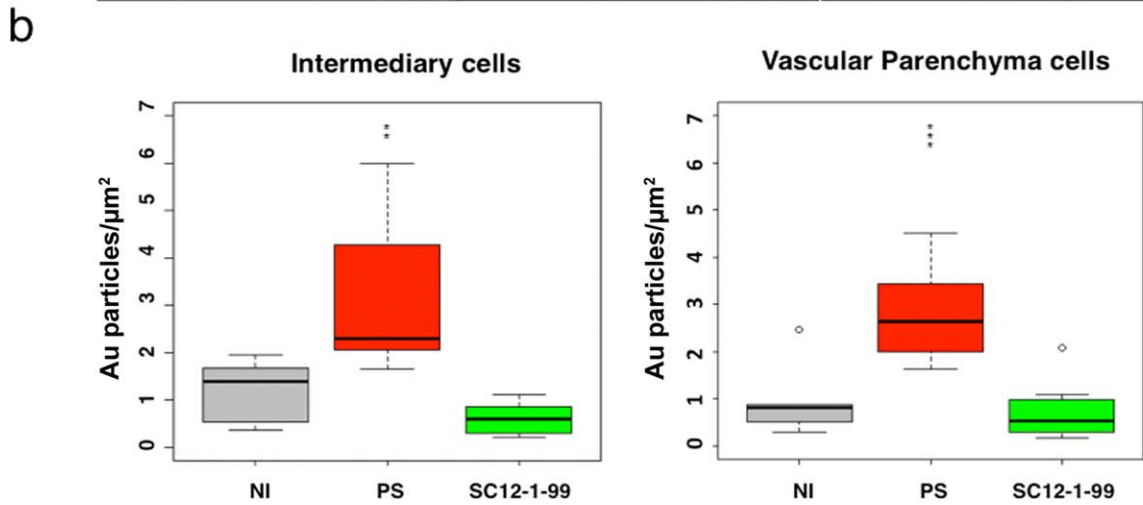 b
Intermediary cells
Au particles/µm²
7
6
5
4
3
2
1
0
**
NI PS SC12-1-99
Vascular Parenchyma cells
Au particles/µm²
7
6
5
4
3
2
1
0
***
NI PS SC12-1-99